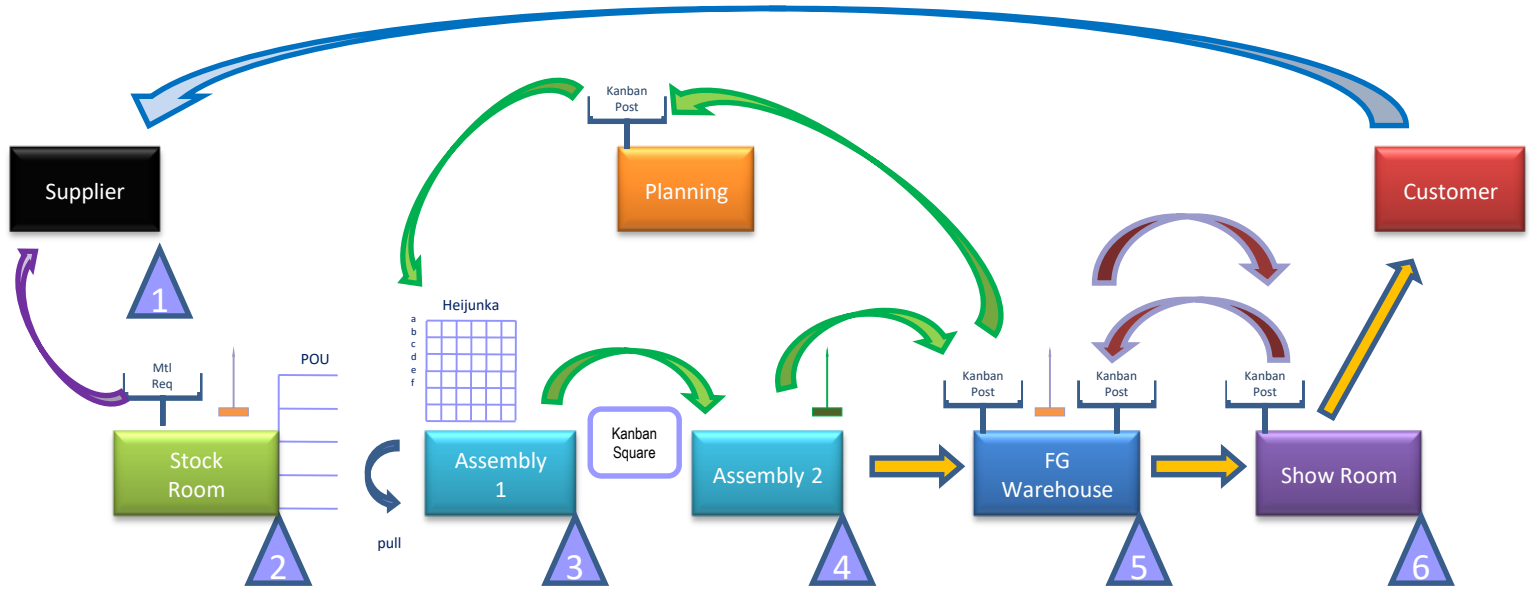 Kanban
Post
Supplier
Planning
Customer
1
Heijunka
a
b
c
d
e
f
POU
Mtl
Req
Kanban
Post
Kanban
Post
Kanban
Post
Kanban
Square
Stock
Room
Assembly
1
Assembly 2
FG
Warehouse
Show Room
pull
2
3
4
5
6